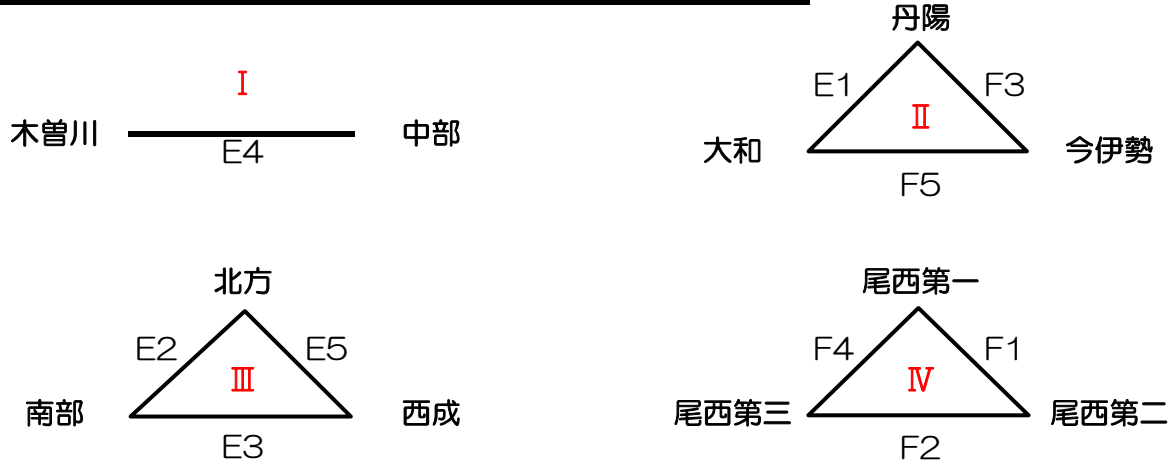 Ⅰ
木曽川
中部
E4
丹陽
E1
F3
Ⅱ
大和
今伊勢
F5
北方
E2
E5
Ⅲ
南部
西成
E3
尾西第一
F4
F1
Ⅳ
尾西第三
尾西第二
F2